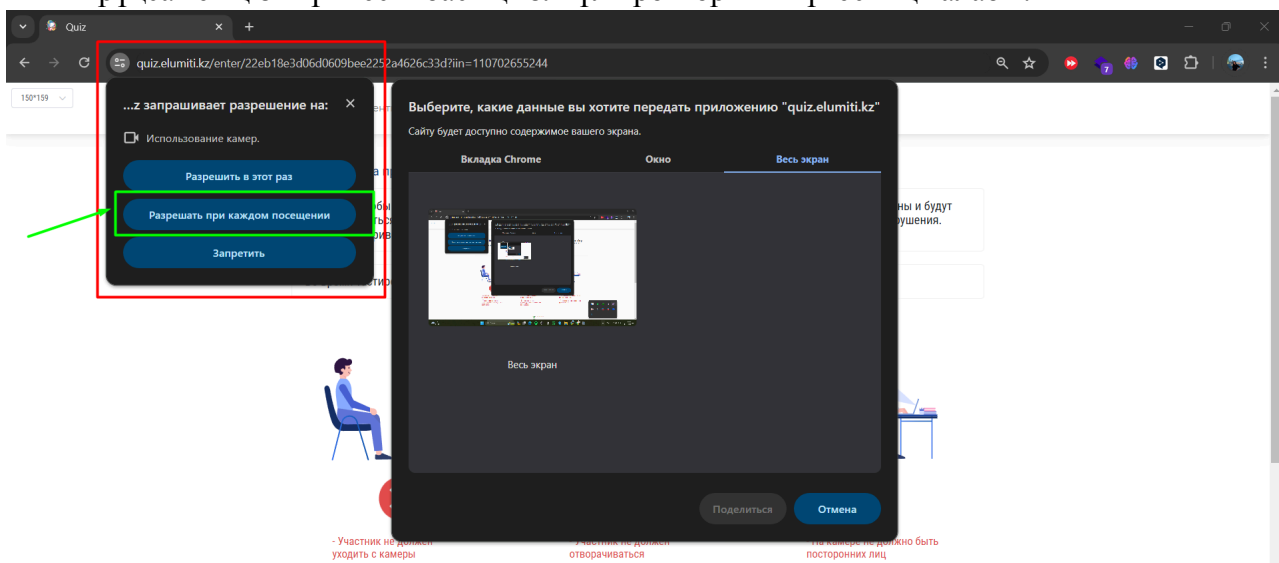 Quiz
quiz.elumiti.kz/enter/22eb18e3d06d0609bee2252a4626c33d?iin=110702655244
7
150*159
...z запрашивает разрешение на:
Использование камер.
Разрешить в этот раз
Разрешать при каждом посещении
Запретить
Выберите, какие данные вы хотите передать приложению "quiz.elumiti.kz"
Сайту будет доступно содержимое вашего экрана.
Вкладка Chrome
Окно
Весь экран
ны и будут
рушения.
Весь экран
Поделиться
Отмена
- Участник не должен
уходить с камеры
- Участник не должен
отворачиваться
- На камере не должно быть
посторонних лиц